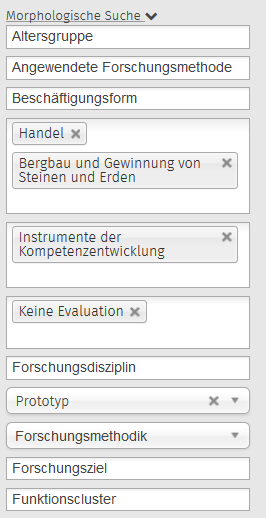 Morphologische Suche
Altersgruppe
Angewendete Forschungsmethode
Beschäftigungsform
Handel
Bergbau und Gewinnung von
Steinen und Erden
Instrumente der
Kompetenzentwicklung
Keine Evaluation
Forschungsdisziplin
Prototyp
Forschungsmethodik
Forschungsziel
Funktionscluster